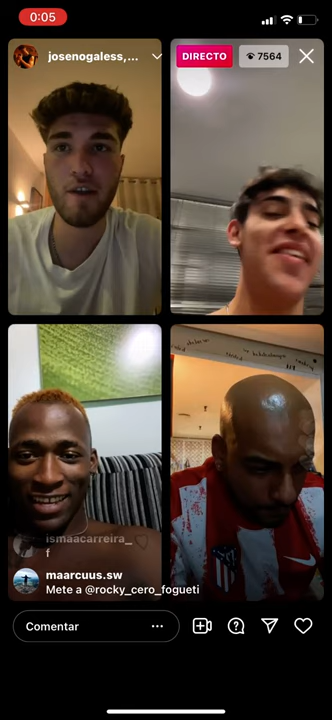 0:05
josenogaless,...
DIRECTO
7564
ismaacarreira_
f
maarcuus.sw
Mete a @rocky_cero_fogueti
Comentar